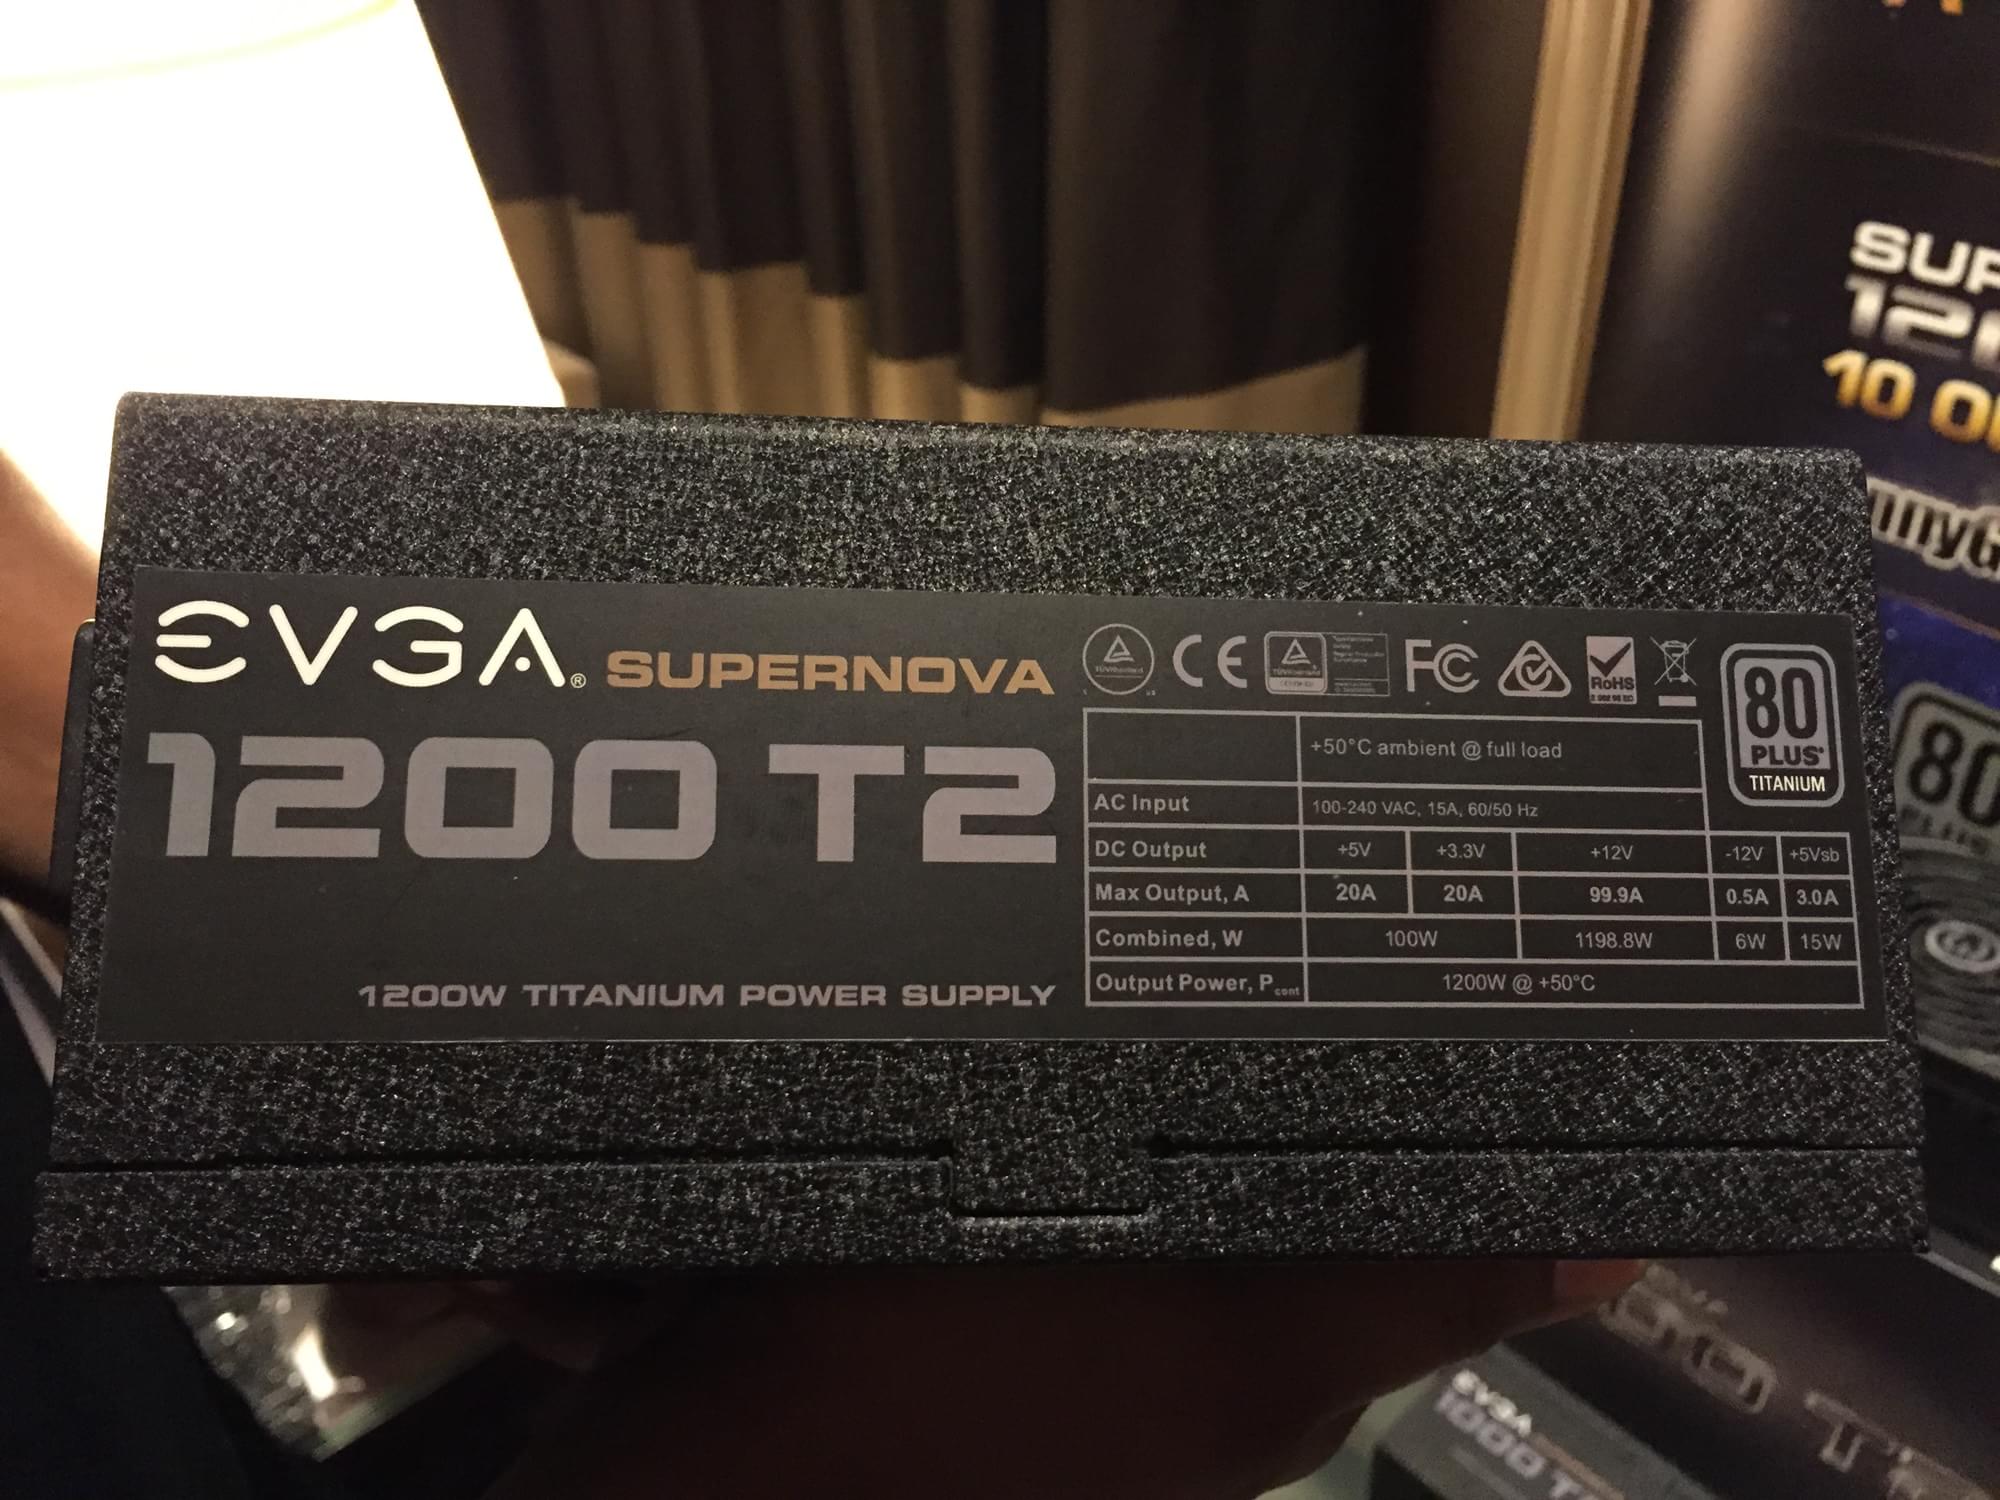 EVGA® SUPERNOVA
1200 T2
1200W TITANIUM POWER SUPPLY
CE
FC
RoHS
80
PLUS®
TITANIUM
+50°C ambient @ full load
AC Input 100-240 VAC, 15A, 60/50 Hz
DC Output +5V +3.3V +12V -12V +5Vsb
Max Output, A 20A 20A 99.9A 0.5A 3.0A
Combined, W 100W 1198.8W 6W 15W
Output Power, Pcont 1200W @ +50°C
80
PLUS
EVGA
1000 T